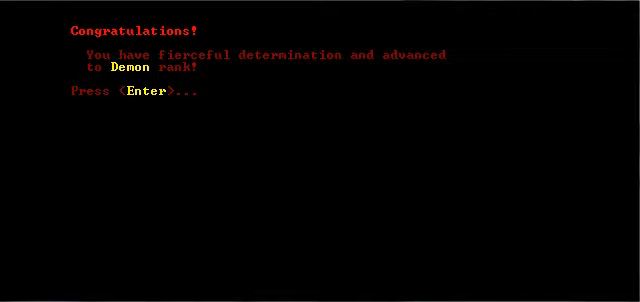 Congratulations!
You have fierceful determination and advanced
to Demon rank!
Press <Enter>...